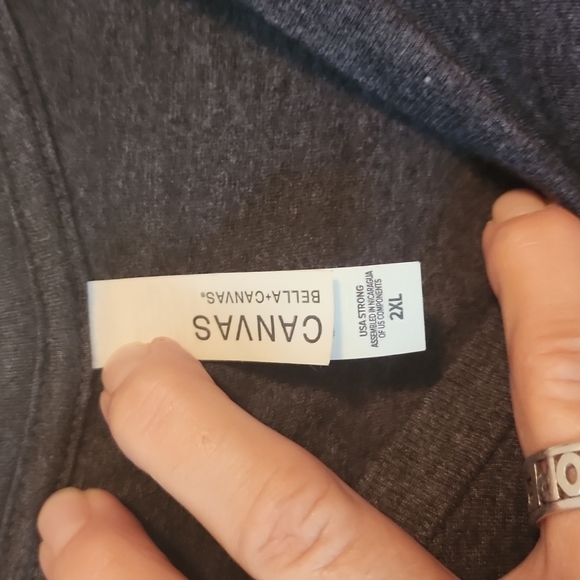 CANVAS
BELLA+CANVAS®
USA STRONG
ASSEMBLED IN NICARAGUA
OF US COMPONENTS
2XL